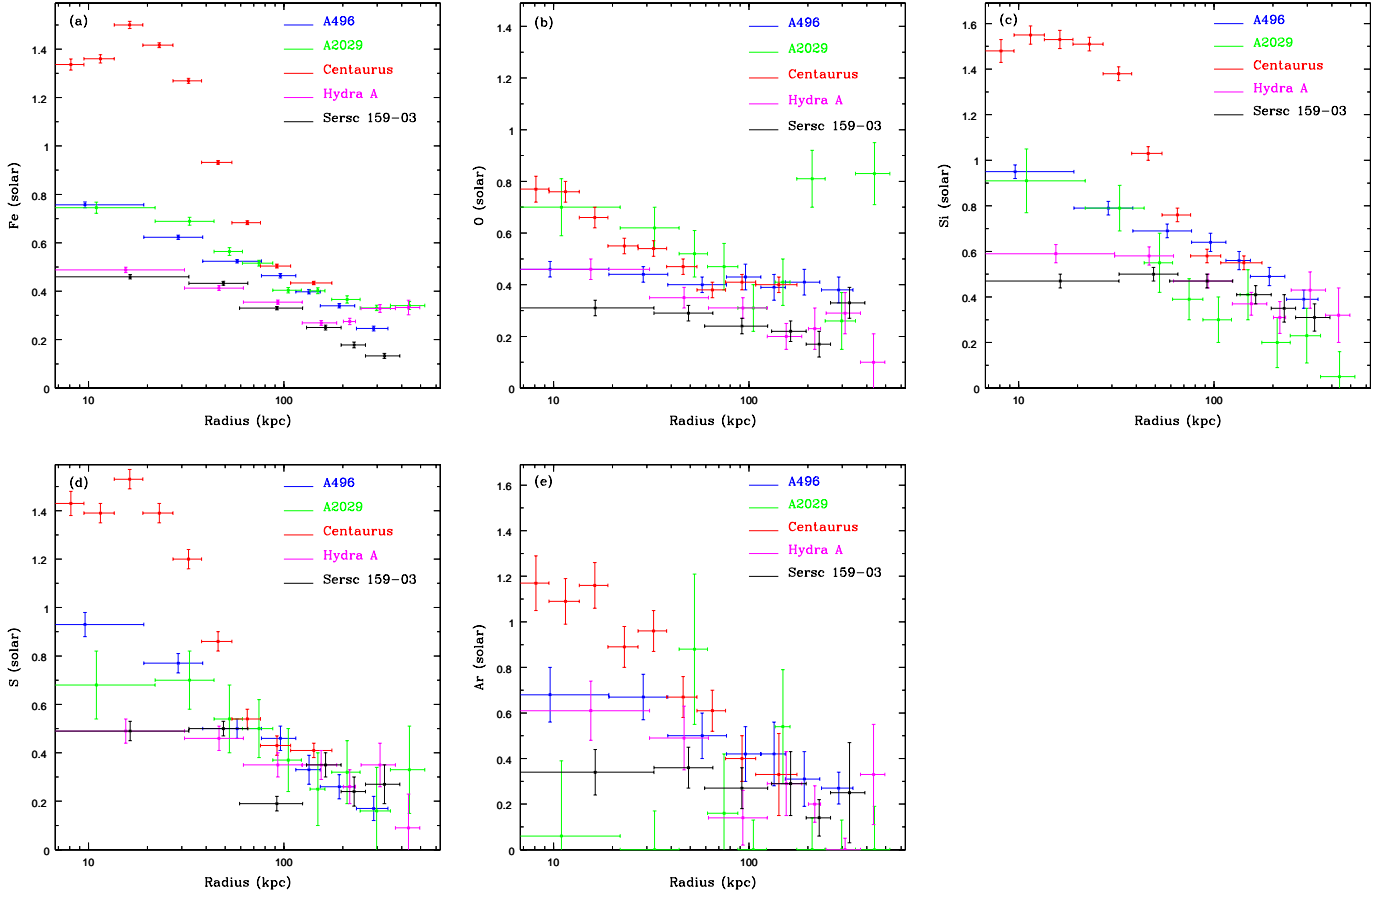 (a)
A496
A2029
Centaurus
Hydra A
Sersc 159-03
1.4
1.2
1
0.8
0.6
0.4
0.2
0
10
100
Fe (solar)
Radius (kpc)
(b)
A496
A2029
Centaurus
Hydra A
Sersc 159-03
1.4
1.2
1
0.8
0.6
0.4
0.2
0
10
100
O (solar)
Radius (kpc)
(c)
A496
A2029
Centaurus
Hydra A
Sersc 159-03
1.6
1.4
1.2
1
0.8
0.6
0.4
0.2
0
10
100
Si (solar)
Radius (kpc)
(d)
A496
A2029
Centaurus
Hydra A
Sersc 159-03
1.4
1.2
1
0.8
0.6
0.4
0.2
0
10
100
S (solar)
Radius (kpc)
(e)
A496
A2029
Centaurus
Hydra A
Sersc 159-03
1.6
1.4
1.2
1
0.8
0.6
0.4
0.2
0
10
100
Ar (solar)
Radius (kpc)